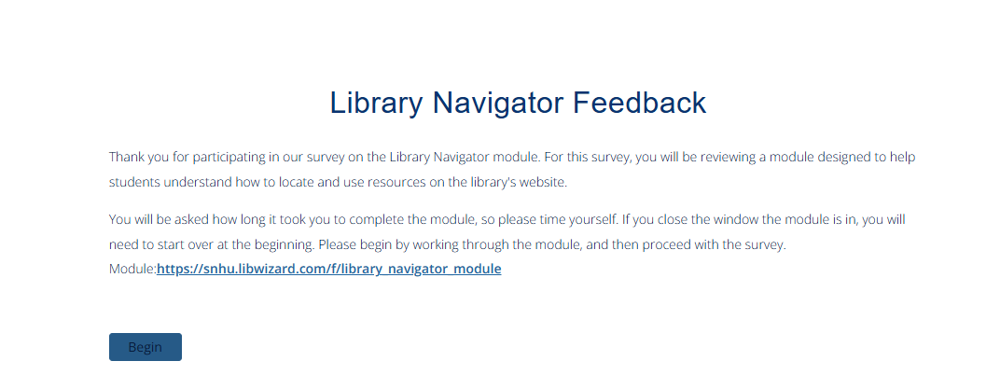 Library Navigator Feedback
Thank you for participating in our survey on the Library Navigator module. For this survey, you will be reviewing a module designed to help
students understand how to locate and use resources on the library's website.
You will be asked how long it took you to complete the module, so please time yourself. If you close the window the module is in, you will
need to start over at the beginning. Please begin by working through the module, and then proceed with the survey.
Module:https://snhu.libwizard.com/f/library_navigator_module
Begin